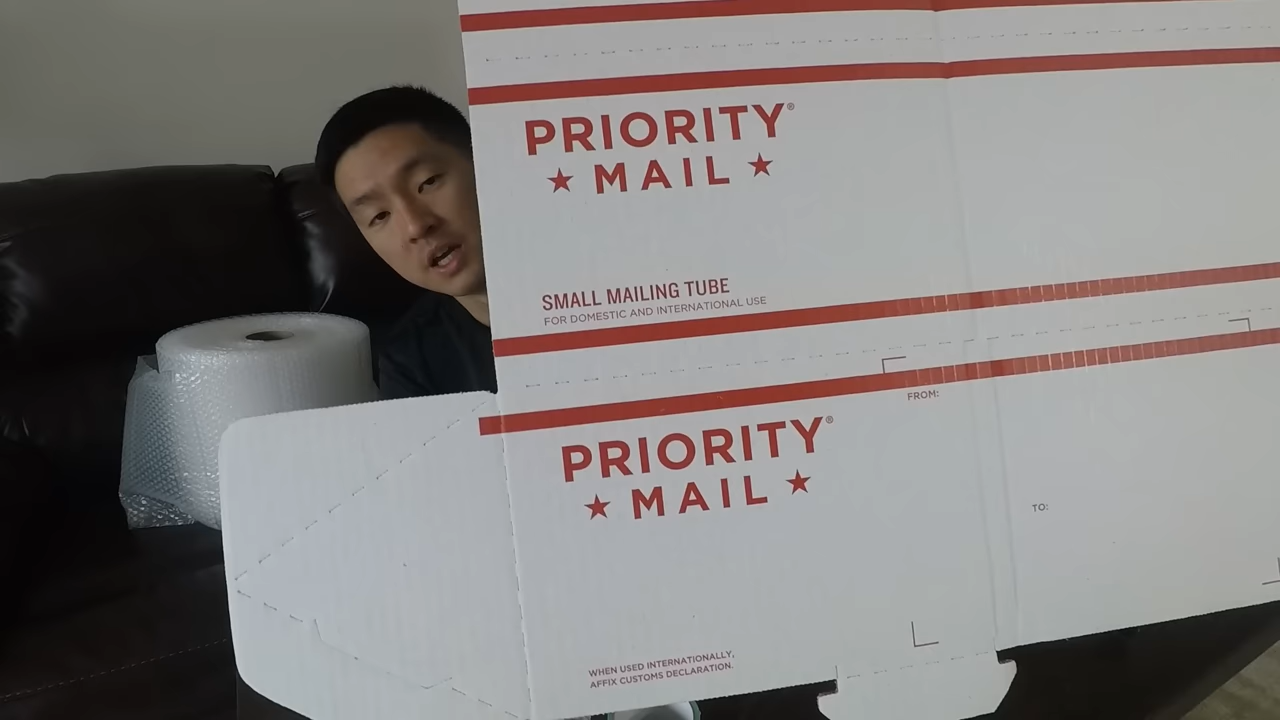 PRIORITY®
★ MAIL ★
SMALL MAILING TUBE
FOR DOMESTIC AND INTERNATIONAL USE
FROM:
PRIORITY®
★ MAIL ★
TO:
WHEN USED INTERNATIONALLY,
AFFIX CUSTOMS DECLARATION.